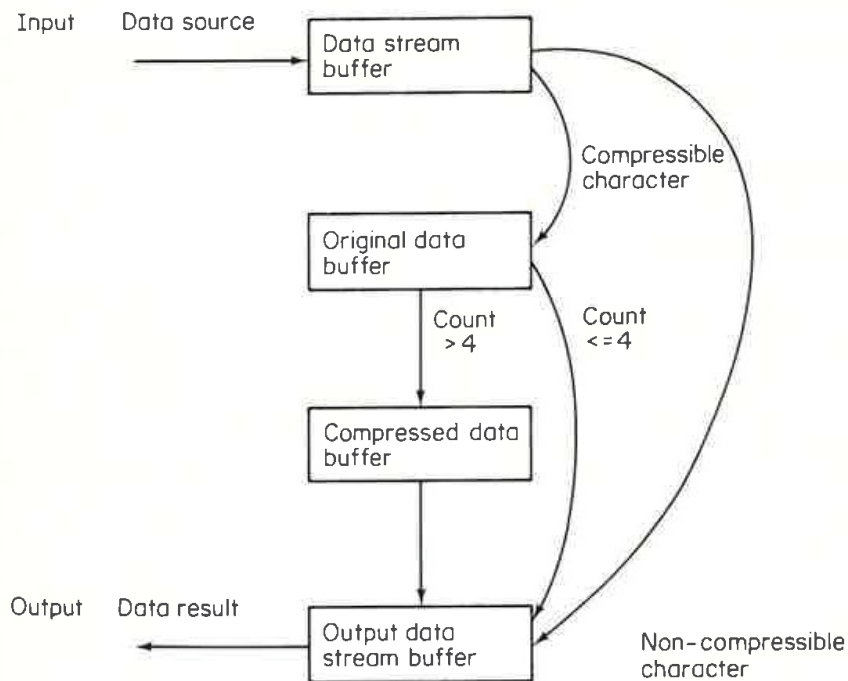 Input Data source
Data stream
buffer
Compressible
character
Original data
buffer
Count
>4
Count
<=4
Compressed data
buffer
Output Data result
Output data
stream buffer
Non-compressible
character